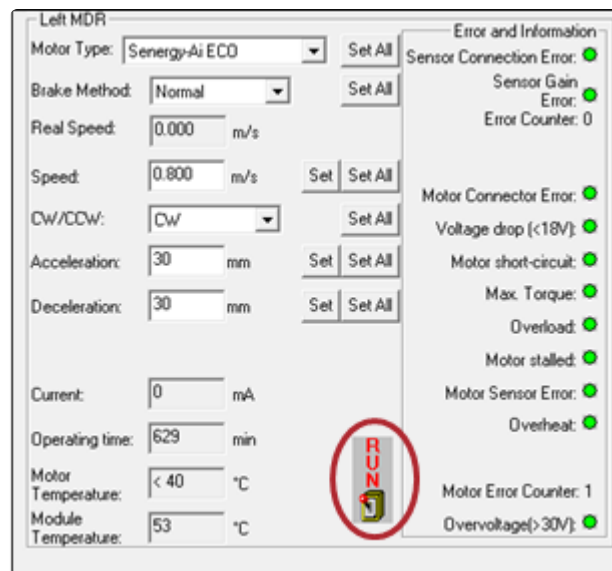 Left MDR
Motor Type: Senergy-Ai ECO Set All
Brake Method: Normal Set All
Real Speed: 0.000 m/s
Speed: 0.800 m/s Set Set All
CW/CCW: CW Set All
Acceleration: 30 mm Set Set All
Deceleration: 30 mm Set Set All
Current: 0 mA
Operating time: 629 min
Motor
Temperature: < 40 °C
Module
Temperature: 53 °C
RUN
Error and Information
Sensor Connection Error:
Sensor Gain
Error:
Error Counter: 0
Motor Connector Error:
Voltage drop (<18V):
Motor short-circuit:
Max. Torque:
Overload:
Motor stalled:
Motor Sensor Error:
Overheat:
Motor Error Counter: 1
Overvoltage(>30V):